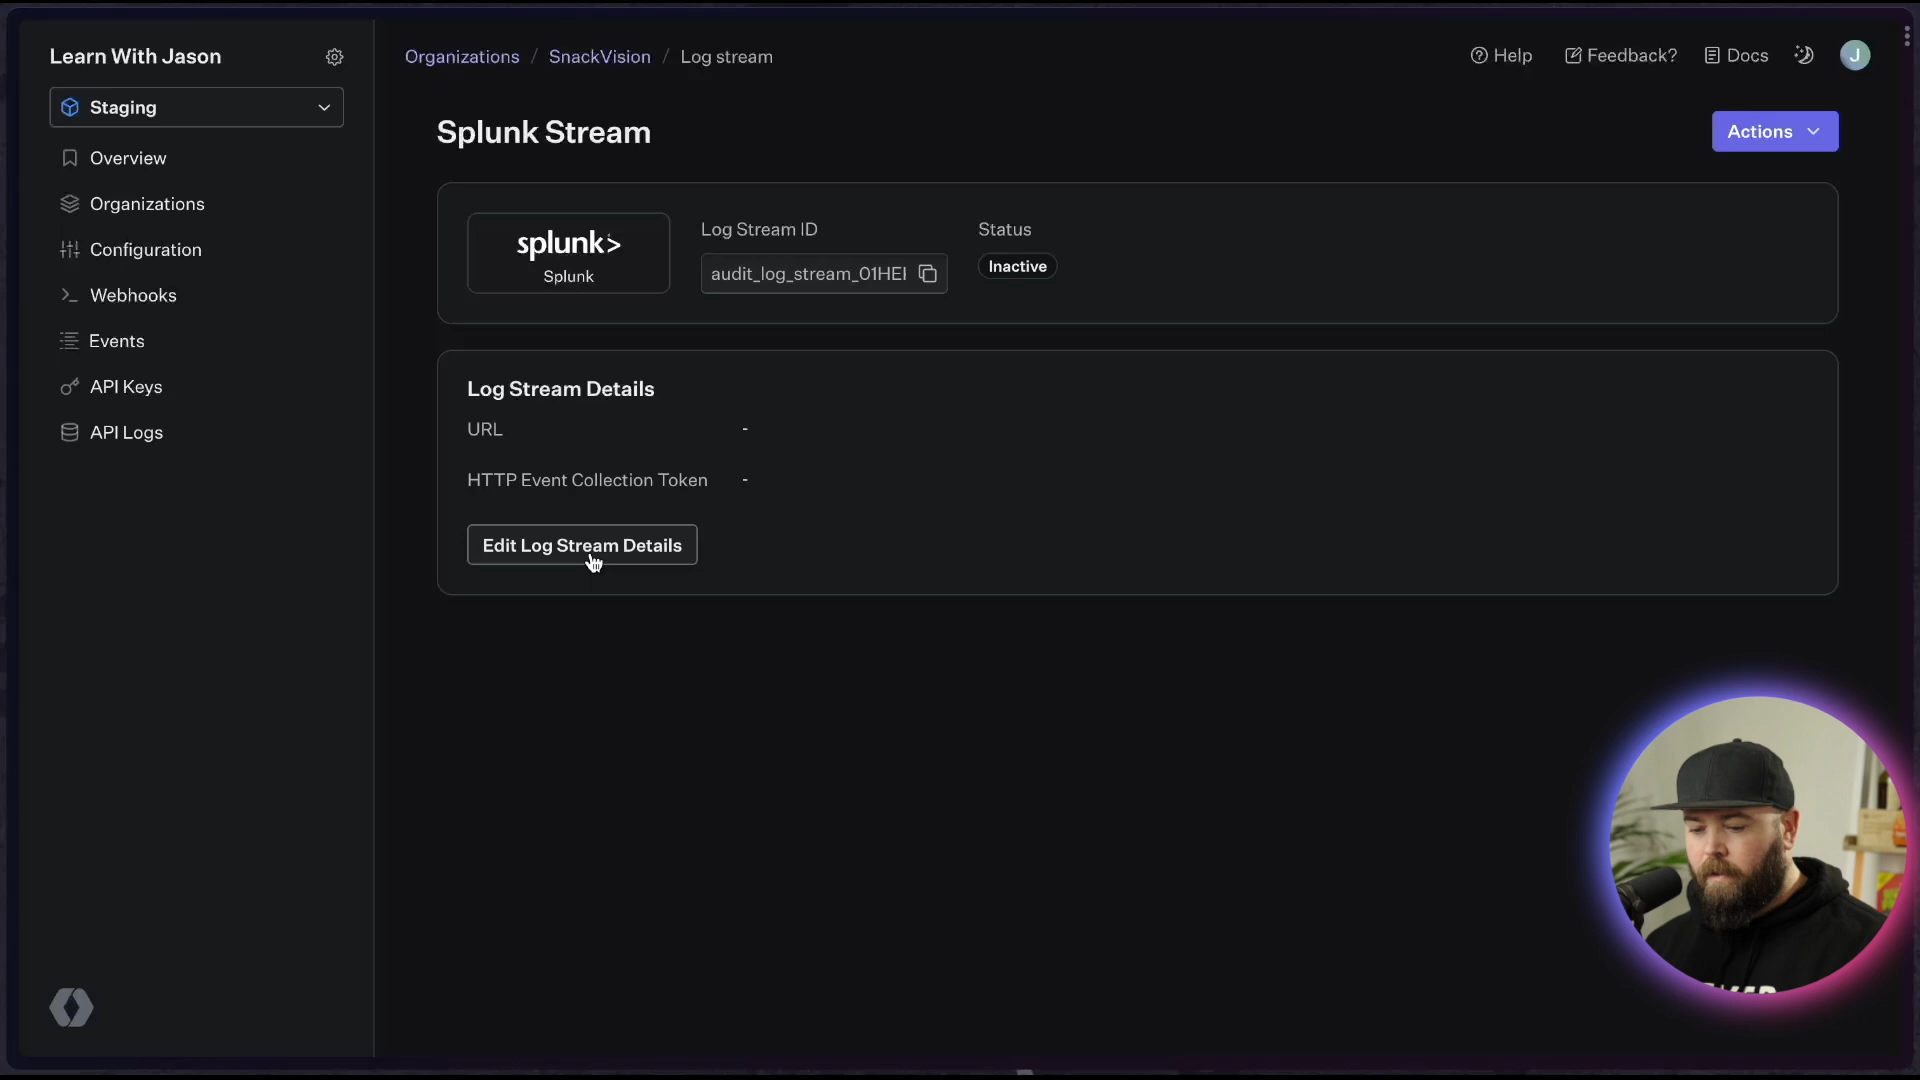 Learn With Jason
Staging
Overview
Organizations
Configuration
Webhooks
Events
API Keys
API Logs
Organizations / SnackVision / Log stream
Help
Feedback?
Docs
J
Splunk Stream
Actions
splunk>
Splunk
Log Stream ID
audit_log_stream_01HEI
Status
Inactive
Log Stream Details
URL -
HTTP Event Collection Token -
Edit Log Stream Details